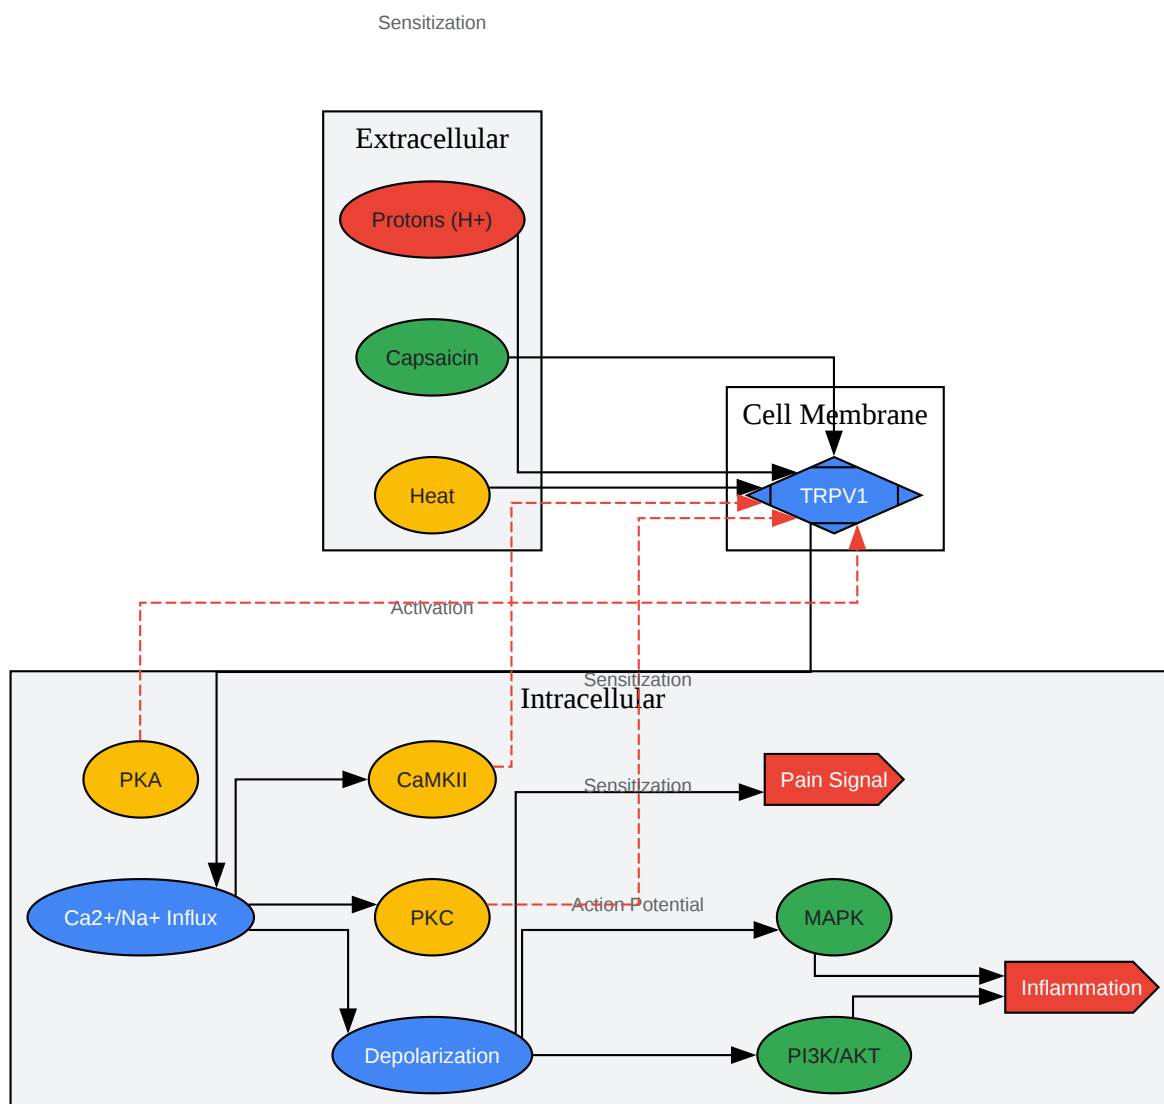 Sensitization
Extracellular
Protons (H+)
Capsaicin
Cell Membrane
Heat
TRPV1
Activation
Sensitization
Intracellular
PKA
CaMKII
Sensitization
Pain Signal
Ca2+/Na+ Influx
PKC
Action Potential
MAPK
Inflammation
Depolarization
PI3K/AKT